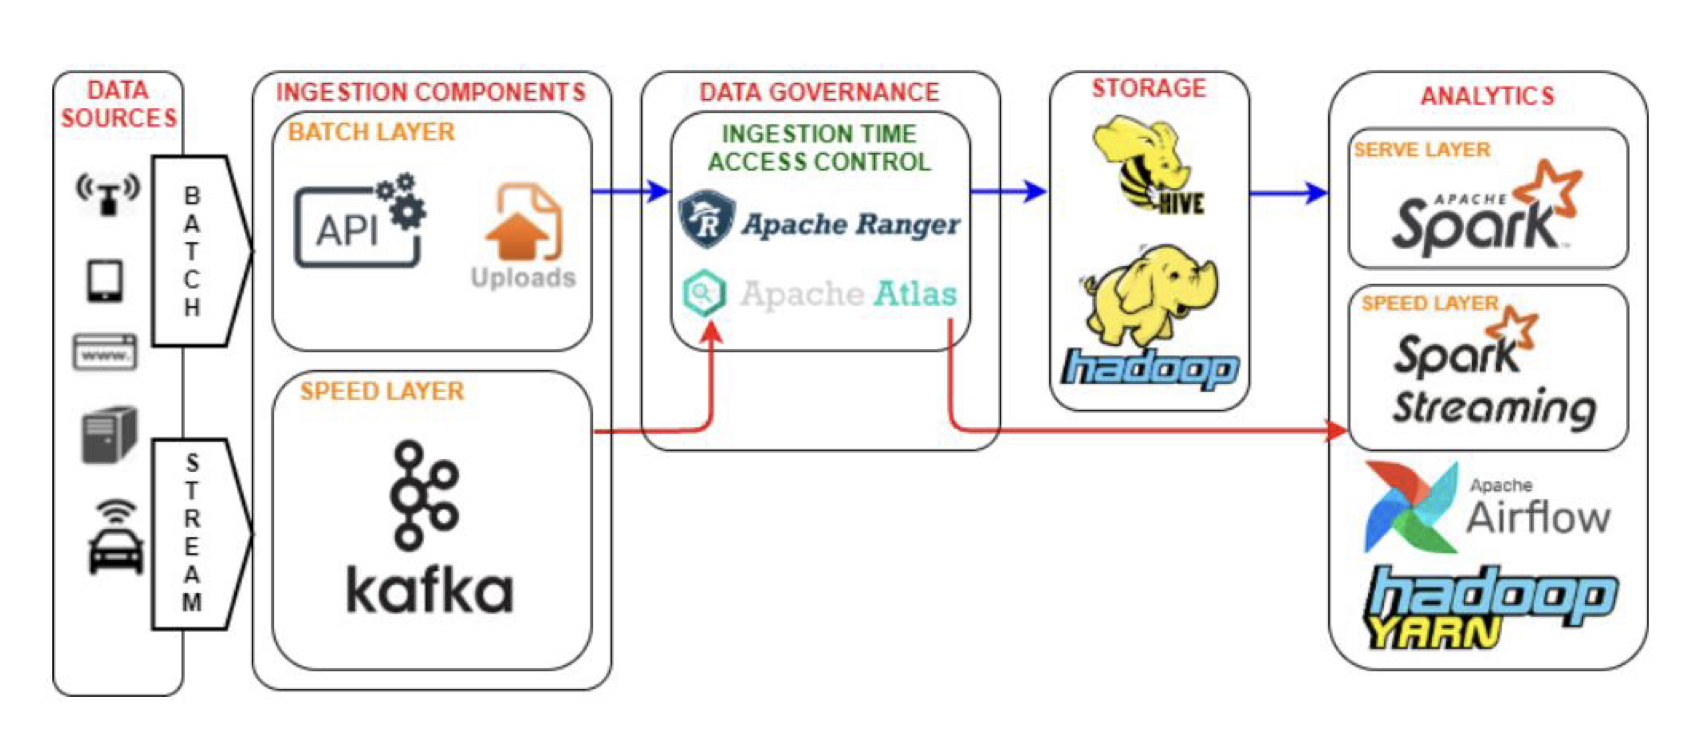 DATA
SOURCES
www.
BATCH
STREAM
INGESTION COMPONENTS
BATCH LAYER
API
Uploads
SPEED LAYER
kafka
DATA GOVERNANCE
INGESTION TIME
ACCESS CONTROL
R
Apache Ranger
Apache Atlas
STORAGE
HIVE
hadoop
ANALYTICS
SERVE LAYER
APACHE
Spark™
SPEED LAYER
Spark
Streaming
Apache
Airflow
hadoop
YARN